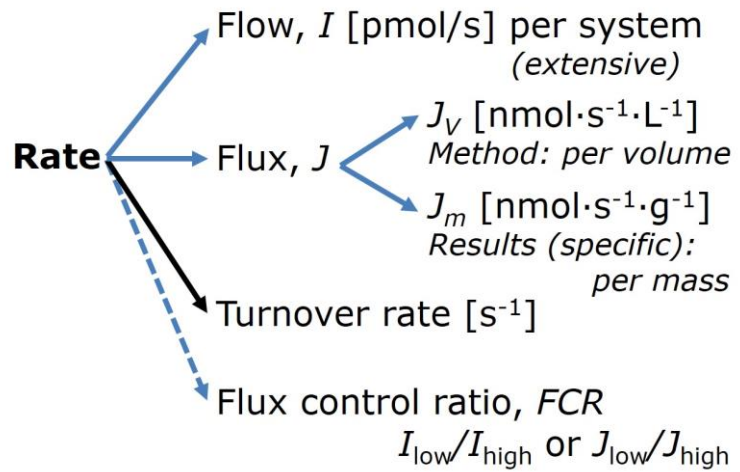 Flow, I [pmol/s] per system
(extensive)
J_V [nmol·s⁻¹·L⁻¹]
Rate Flux, J Method: per volume
J_m [nmol·s⁻¹·g⁻¹]
Results (specific):
per mass
Turnover rate [s⁻¹]
Flux control ratio, FCR
I_low/I_high or J_low/J_high